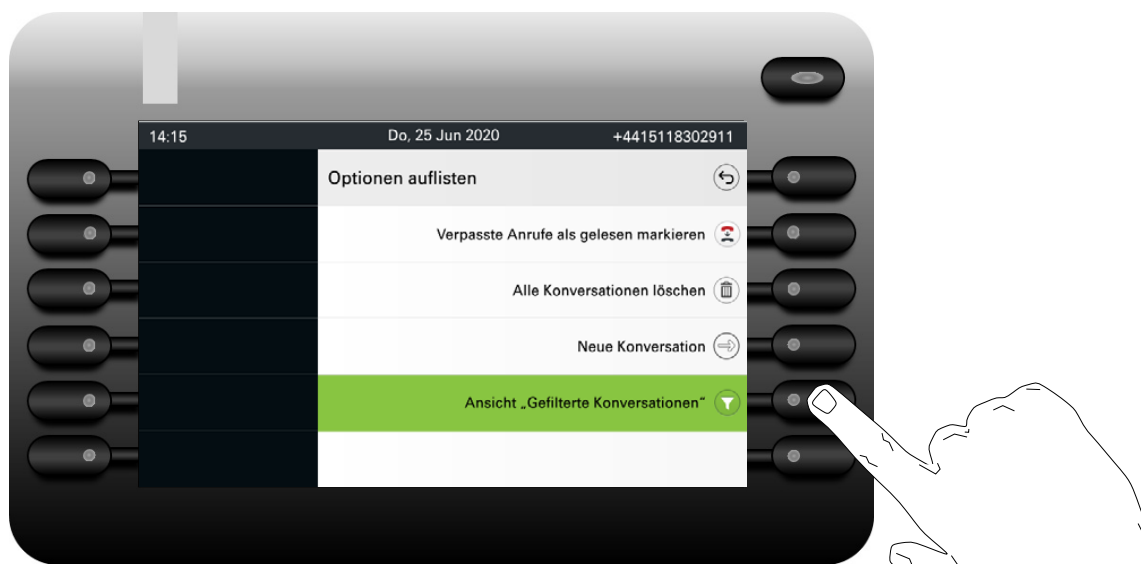 14:15 Do, 25 Jun 2020 +4415118302911
Optionen auflisten
Verpasste Anrufe als gelesen markieren
Alle Konversationen löschen
Neue Konversation
Ansicht „Gefilterte Konversationen“